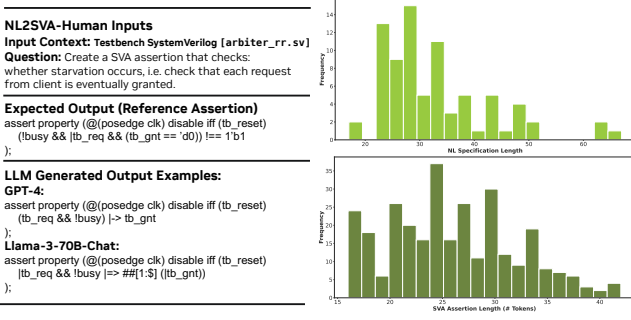 NL2SVA-Human Inputs
Input Context: Testbench SystemVerilog [arbiter_rr.sv]
Question: Create a SVA assertion that checks:
whether starvation occurs, i.e. check that each request
from client is eventually granted.
Expected Output (Reference Assertion)
assert property (@(posedge clk) disable iff (tb_reset)
(!busy && |tb_req && (tb_gnt == 'd0)) !== 1'b1
);
LLM Generated Output Examples:
GPT-4:
assert property (@(posedge clk) disable iff (tb_reset)
(tb_req && !busy) |-> tb_gnt
);
Llama-3-70B-Chat:
assert property (@(posedge clk) disable iff (tb_reset)
|tb_req && !busy |=> ##[1:$] (|tb_gnt))
);
Frequency
14
12
10
8
6
4
2
0
20
30
40
50
60
NL Specification Length
Frequency
35
30
25
20
15
10
5
0
15
20
25
30
35
40
SVA Assertion Length (# Tokens)